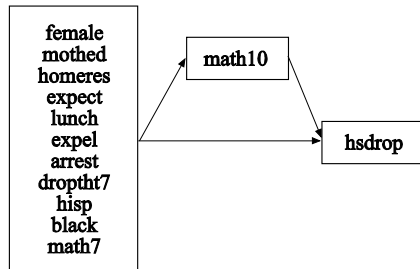 female
mothed
homeres
expect
lunch
expel
arrest
droptht7
hisp
black
math7
math10
hsdrop